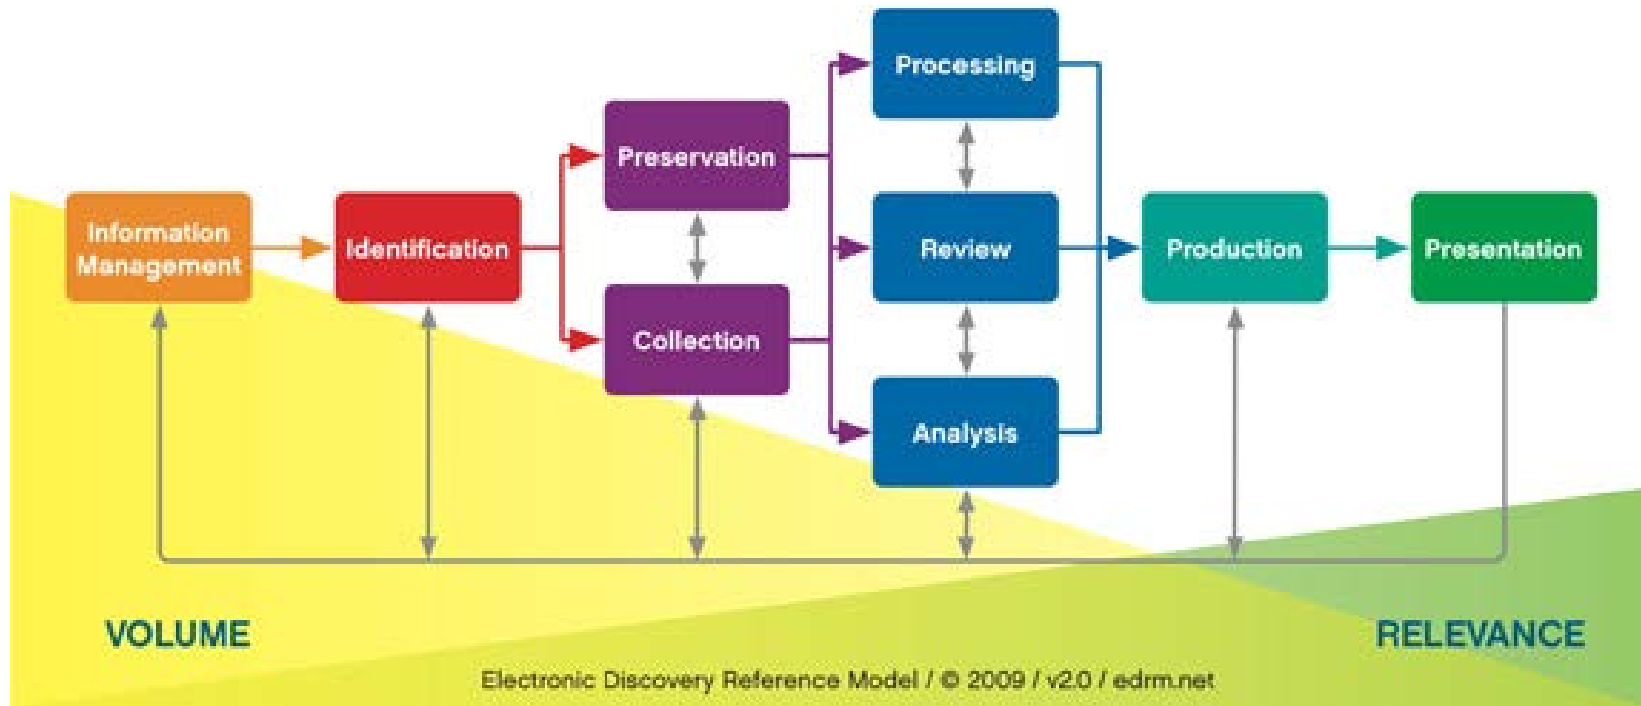 Processing
Preservation
Information
Management
Identification
Review
Production
Presentation
Collection
Analysis
VOLUME
RELEVANCE
Electronic Discovery Reference Model / © 2009 / v2.0 / edrm.net